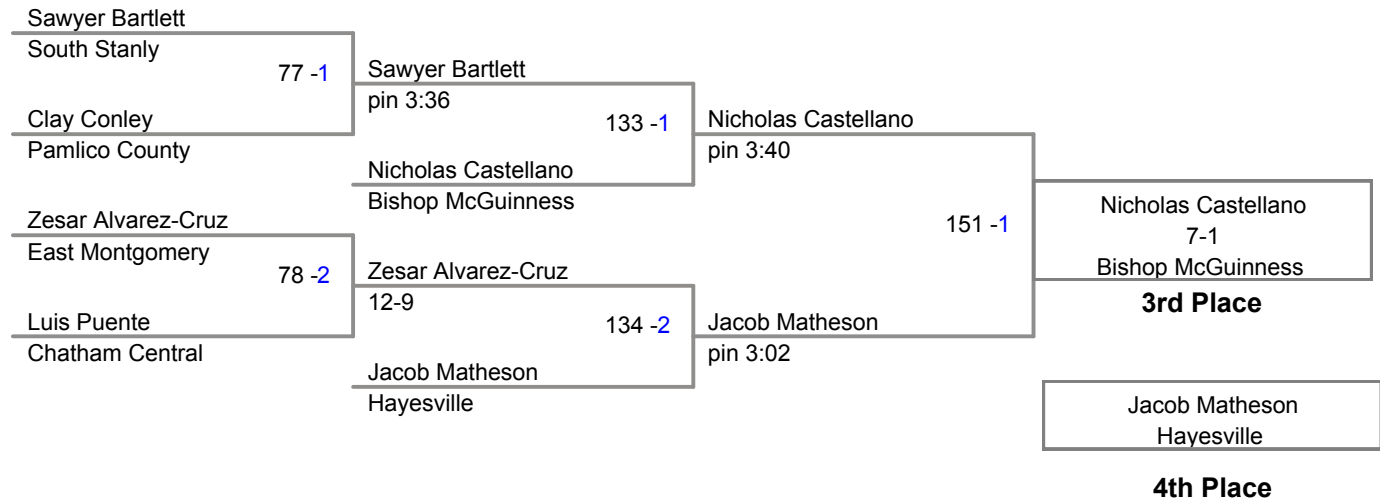 Sawyer Bartlett
South Stanly
77 -1
Clay Conley
Pamlico County
Zesar Alvarez-Cruz
East Montgomery
78 -2
Luis Puente
Chatham Central
Sawyer Bartlett
pin 3:36
133 -1
Nicholas Castellano
Bishop McGuinness
Zesar Alvarez-Cruz
12-9
134 -2
Jacob Matheson
Hayesville
Nicholas Castellano
pin 3:40
151 -1
Jacob Matheson
pin 3:02
Nicholas Castellano
7-1
Bishop McGuinness
3rd Place
Jacob Matheson
Hayesville
4th Place